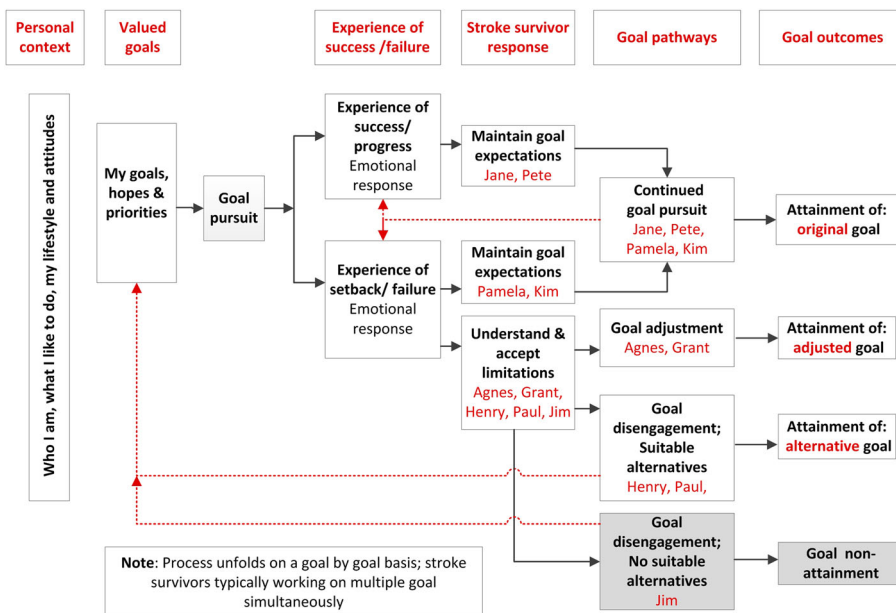 Personal
context
Valued
goals
Experience of
success /failure
Stroke survivor
response
Goal pathways
Goal outcomes
Who I am, what I like to do, my lifestyle and attitudes
My goals,
hopes &
priorities
Goal
pursuit
Experience of
success/
progress
Emotional
response
Maintain goal
expectations
Jane, Pete
Continued
goal pursuit
Jane, Pete,
Pamela, Kim
Attainment of:
original goal
Experience of
setback/ failure
Emotional
response
Maintain goal
expectations
Pamela, Kim
Understand &
accept
limitations
Agnes, Grant,
Henry, Paul, Jim
Goal adjustment
Agnes, Grant
Attainment of:
adjusted goal
Goal
disengagement;
Suitable
alternatives
Henry, Paul,
Attainment of:
alternative goal
Goal
disengagement;
No suitable
alternatives
Jim
Goal non-
attainment
Note: Process unfolds on a goal by goal basis; stroke
survivors typically working on multiple goal
simultaneously